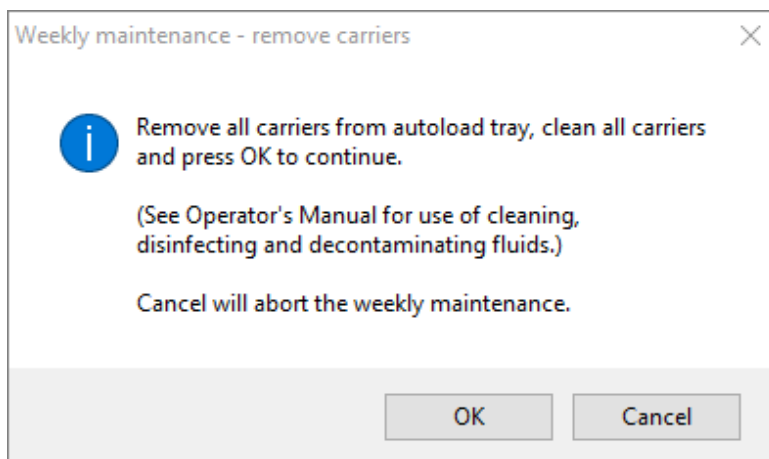 Weekly maintenance - remove carriers
Remove all carriers from autoload tray, clean all carriers
and press OK to continue.
(See Operator's Manual for use of cleaning,
disinfecting and decontaminating fluids.)
Cancel will abort the weekly maintenance.
OK
Cancel